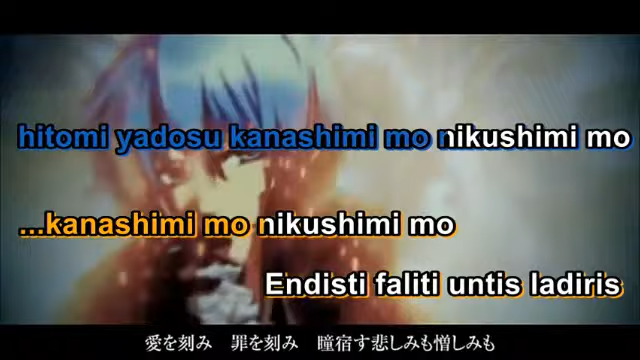 hitomi yadosu kanashimi mo nikushimi mo
...kanashimi mo nikushimi mo
Endisti faliti untis ladiris
愛を刻み　罪を刻み　瞳宿す悲しみも憎しみも